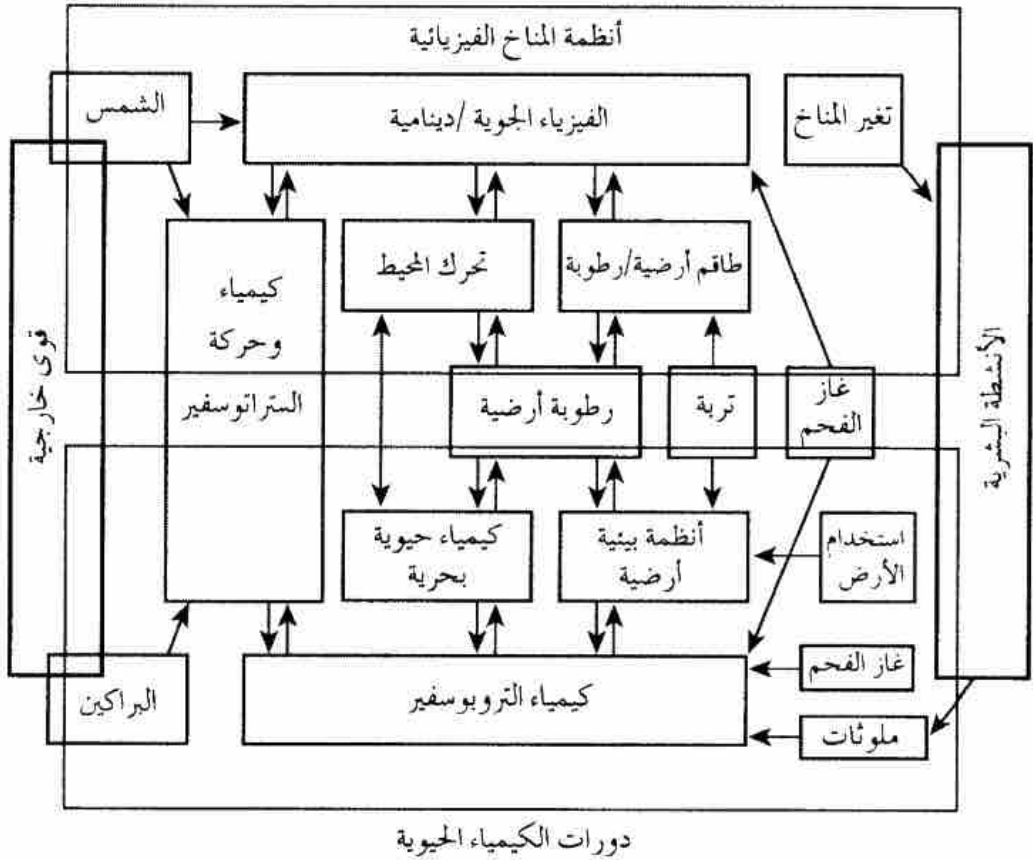 أنظمة المناخ الفيزيائية
الشمس
الفيزياء الجوية /دينامية
تغير المناخ
قوى خارجية
كيمياء
وحركة
الستراتوسفير
تحرك المحيط
طاقم أرضية/رطوبة
الأنشطة البشرية
رطوبة أرضية
تربة
غاز
الفحم
كيمياء حيوية
بحرية
أنظمة بيئية
أرضية
استخدام
الأرض
البراكين
كيمياء التروبوسفير
غاز الفحم
ملوثات
دورات الكيمياء الحيوية